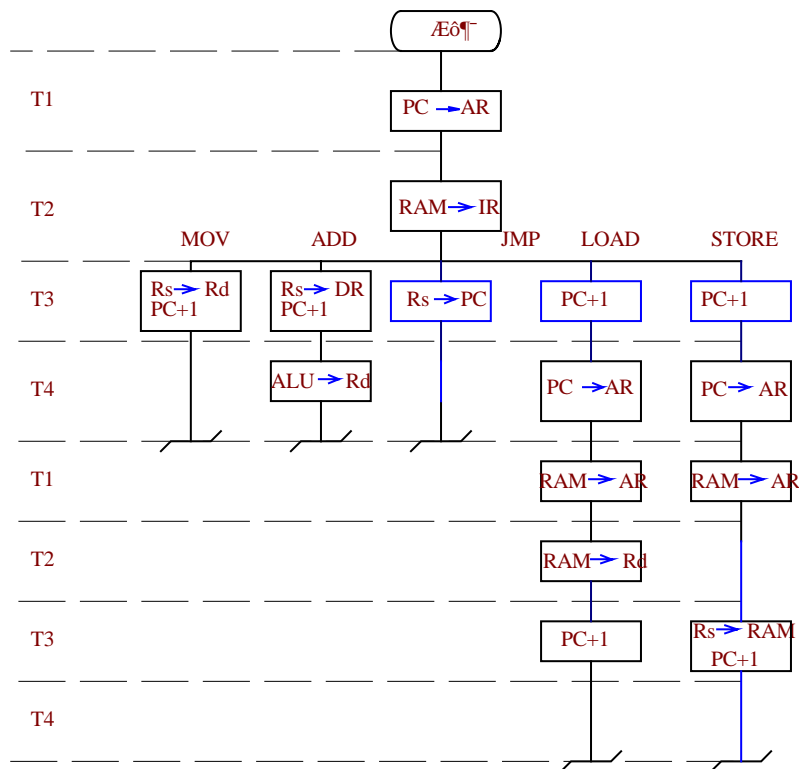 Æô¶¯
T1
PC AR
T2
RAM IR
MOV ADD JMP LOAD STORE
T3
Rs Rd
PC+1
Rs DR
PC+1
Rs PC
PC+1
PC+1
T4
ALU Rd
PC AR
PC AR
T1
RAM AR
RAM AR
T2
RAM Rd
T3
PC+1
Rs RAM
PC+1
T4